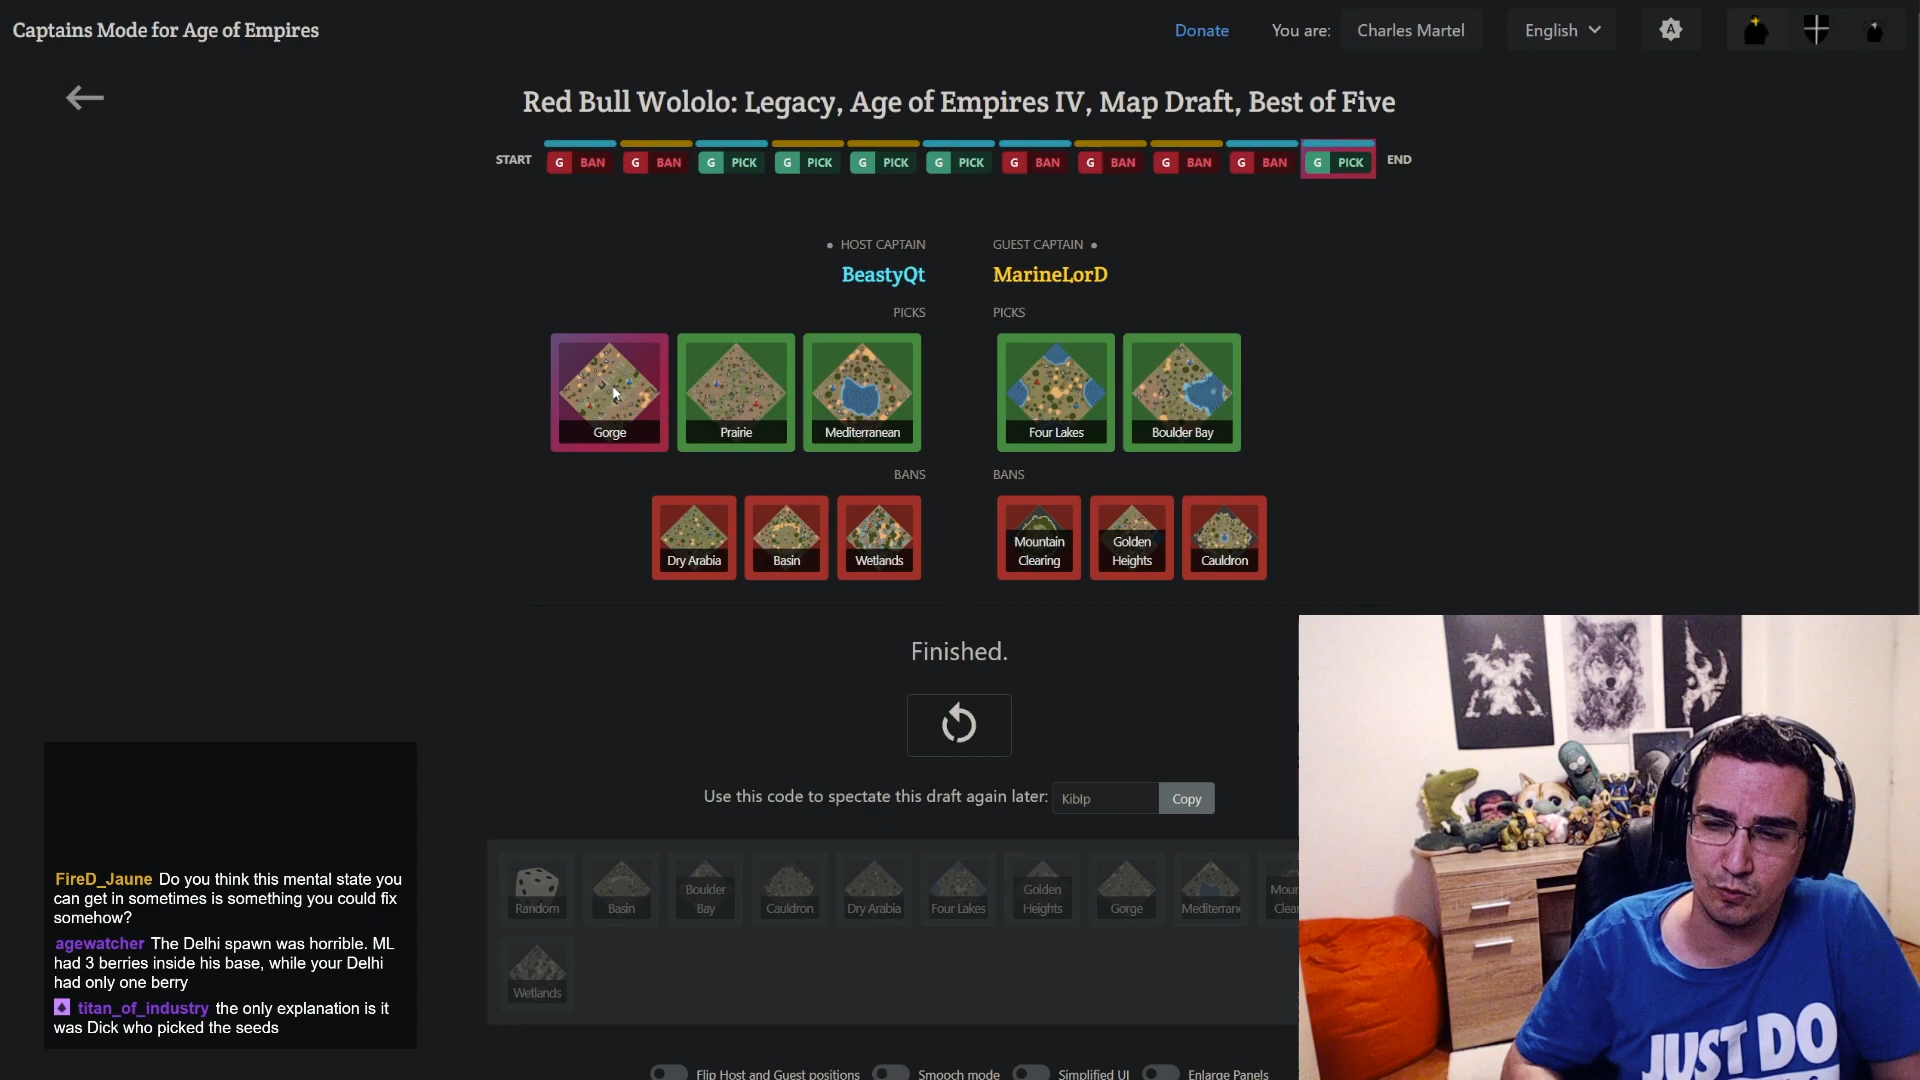 Captains Mode for Age of Empires
Donate
You are:
Charles Martel
English
Red Bull Wololo: Legacy, Age of Empires IV, Map Draft, Best of Five
START G BAN G BAN G PICK G PICK G PICK G PICK G BAN G BAN G BAN G BAN G PICK END
HOST CAPTAIN
BeastyQt
PICKS
Gorge
Prairie
Mediterranean
BANS
Dry Arabia
Basin
Wetlands
GUEST CAPTAIN
MarineLorD
PICKS
Four Lakes
Boulder Bay
BANS
Mountain
Clearing
Golden
Heights
Cauldron
Finished.
Use this code to spectate this draft again later: Kiblp Copy
Random
Basin
Boulder
Bay
Cauldron
Dry Arabia
Four Lakes
Golden
Heights
Gorge
Mediterrane
Moun
Clear
Wetlands
Flip Host and Guest positions
Smooch mode
Simplified UI
Enlarge Panels
FireD_Jaune Do you think this mental state you
can get in sometimes is something you could fix
somehow?
agewatcher The Delhi spawn was horrible. ML
had 3 berries inside his base, while your Delhi
had only one berry
titan_of_industry the only explanation is it
was Dick who picked the seeds
JUST DO